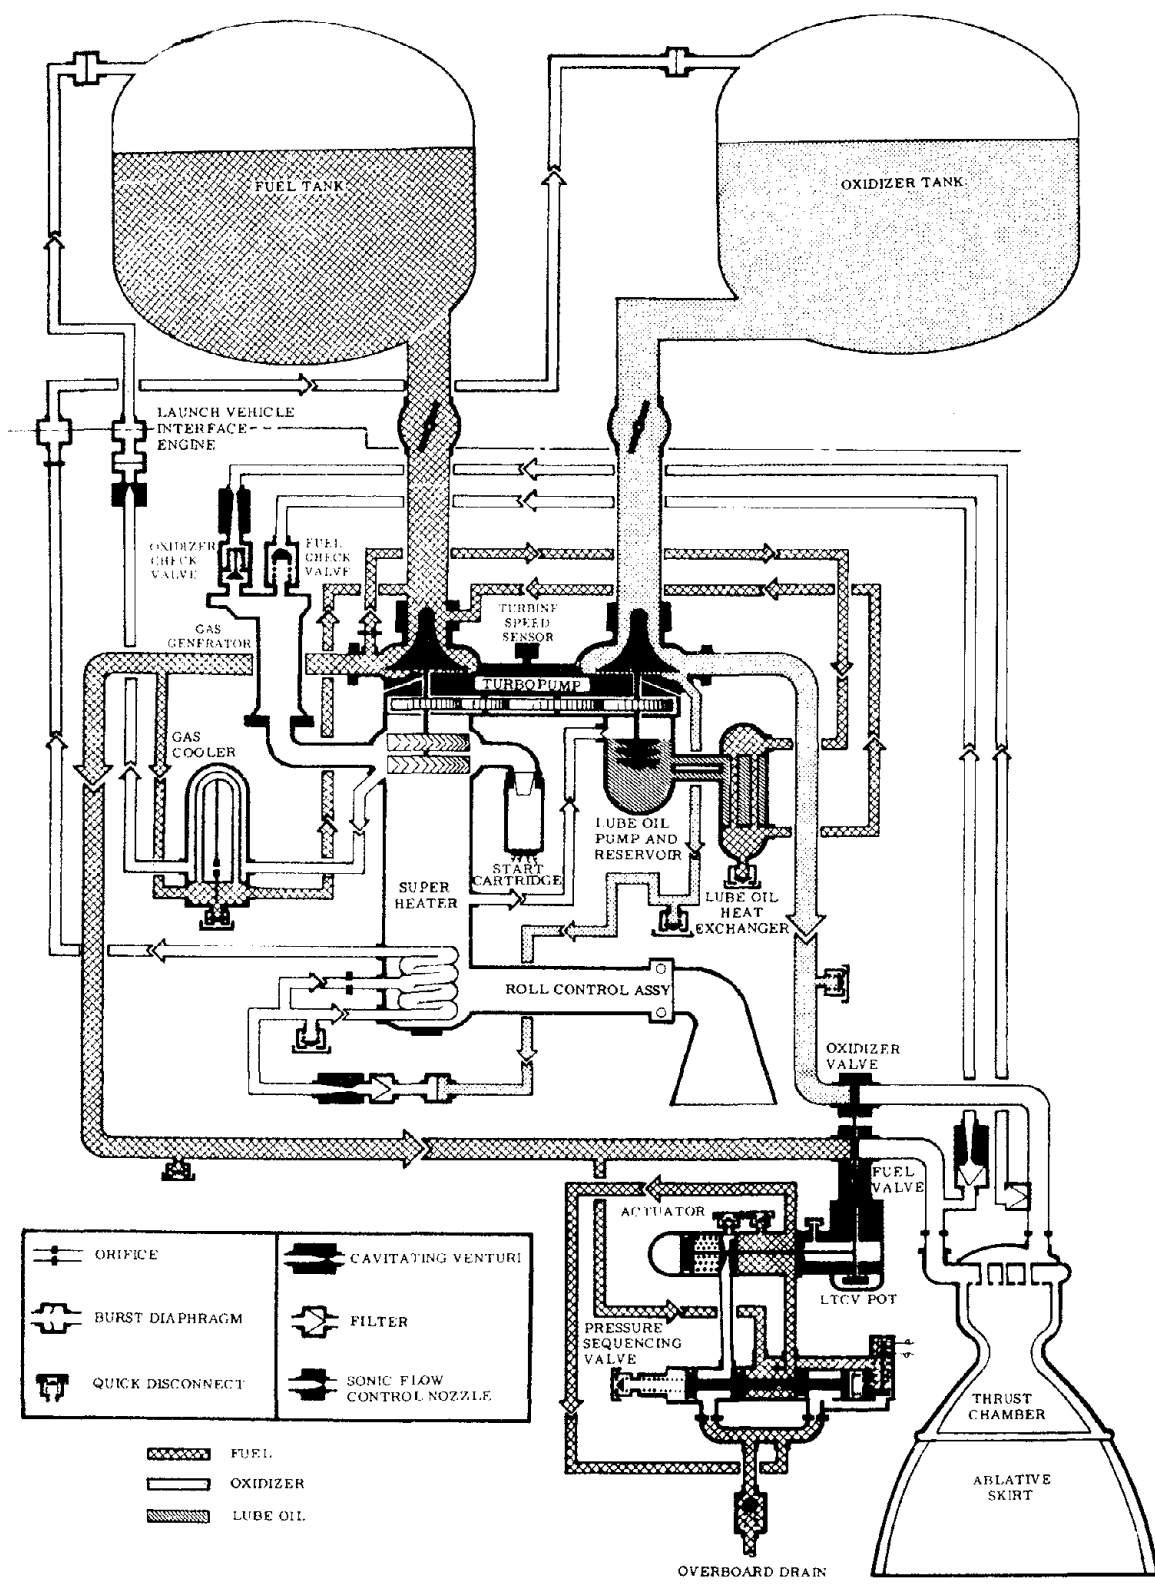 FUEL TANK
OXIDIZER TANK
LAUNCH VEHICLE
INTERFACE
ENGINE
OXIDIZER
CHECK
VALVE
FUEL
CHECK
VALVE
GAS
GENERATOR
TURBINE
SPEED
SENSOR
TURBOPUMP
GAS
COOLER
LUBE OIL
PUMP AND
RESERVOIR
START
CARTRIDGE
SUPER
HEATER
LUBE OIL
HEAT
EXCHANGER
ROLL CONTROL ASSY
OXIDIZER
VALVE
FUEL
VALVE
ACTUATOR
LTCV POT
PRESSURE
SEQUENCING
VALVE
ORIFICE
CAVITATING VENTURI
BURST DIAPHRAGM
FILTER
QUICK DISCONNECT
SONIC FLOW
CONTROL NOZZLE
THRUST
CHAMBER
FUEL
OXIDIZER
LUBE OIL
ABLATIVE
SKIRT
OVERBOARD DRAIN